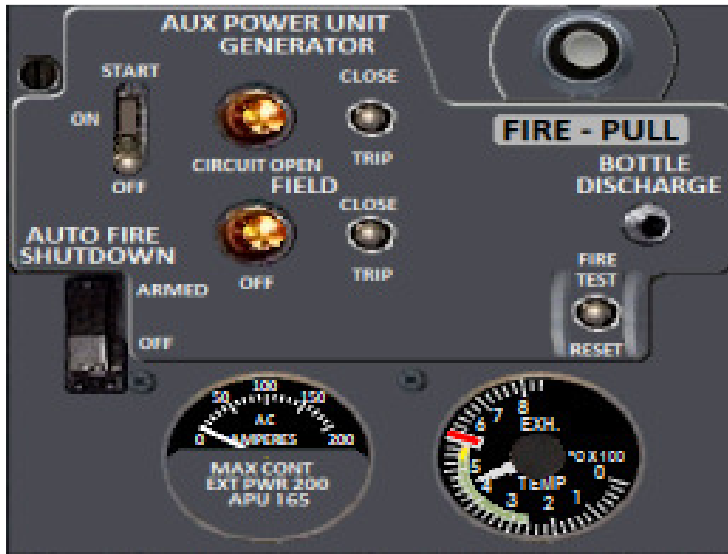 AUX POWER UNIT
GENERATOR
START
ON
OFF
CLOSE
TRIP
CIRCUIT OPEN
FIELD
CLOSE
TRIP
OFF
FIRE - PULL
BOTTLE
DISCHARGE
AUTO FIRE
SHUTDOWN
ARMED
OFF
FIRE
TEST
RESET
0 50 100 150 200
A.C.
AMPERES
MAX CONT
EXT PWR 200
APU 165
EXH.
TEMP
°C X 100
0 1 2 3 4 5 6 7 8